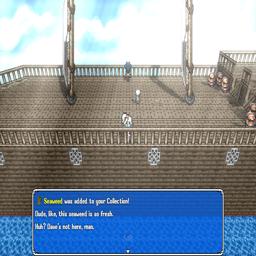 Seaweed was added to your Collection!
Dude, like, this seaweed is so fresh.
Huh? Dave's not here, man.